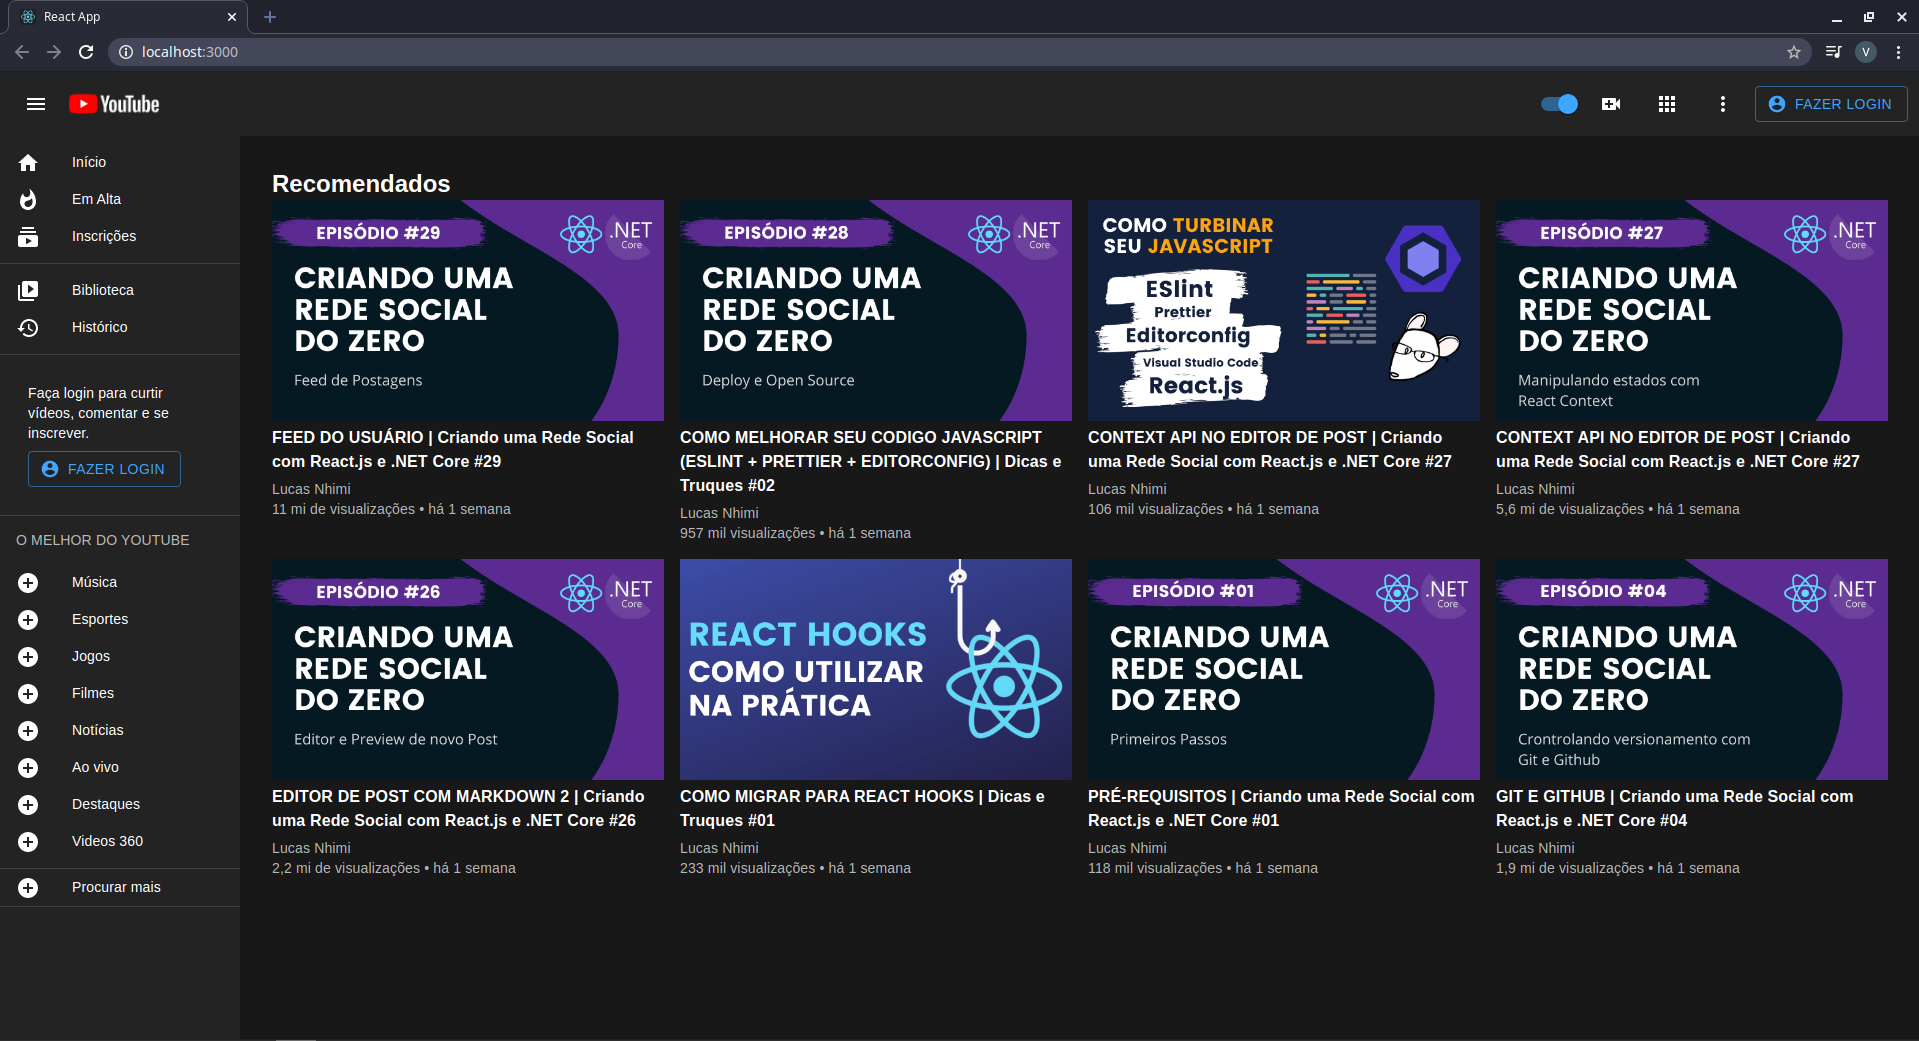 React App
localhost:3000
V
YouTube
FAZER LOGIN
Início
Em Alta
Inscrições
Biblioteca
Histórico
Faça login para curtir
vídeos, comentar e se
inscrever.
FAZER LOGIN
O MELHOR DO YOUTUBE
Música
Esportes
Jogos
Filmes
Notícias
Ao vivo
Destaques
Videos 360
Procurar mais
Recomendados
EPISÓDIO #29
.NET
Core
CRIANDO UMA
REDE SOCIAL
DO ZERO
Feed de Postagens
FEED DO USUÁRIO | Criando uma Rede Social
com React.js e .NET Core #29
Lucas Nhimi
11 mi de visualizações • há 1 semana
EPISÓDIO #28
.NET
Core
CRIANDO UMA
REDE SOCIAL
DO ZERO
Deploy e Open Source
COMO MELHORAR SEU CODIGO JAVASCRIPT
(ESLINT + PRETTIER + EDITORCONFIG) | Dicas e
Truques #02
Lucas Nhimi
957 mil visualizações • há 1 semana
COMO TURBINAR
SEU JAVASCRIPT
ESlint
Prettier
Editorconfig
Visual Studio Code
React.js
CONTEXT API NO EDITOR DE POST | Criando
uma Rede Social com React.js e .NET Core #27
Lucas Nhimi
106 mil visualizações • há 1 semana
EPISÓDIO #27
.NET
Core
CRIANDO UMA
REDE SOCIAL
DO ZERO
Manipulando estados com
React Context
CONTEXT API NO EDITOR DE POST | Criando
uma Rede Social com React.js e .NET Core #27
Lucas Nhimi
5,6 mi de visualizações • há 1 semana
EPISÓDIO #26
.NET
Core
CRIANDO UMA
REDE SOCIAL
DO ZERO
Editor e Preview de novo Post
EDITOR DE POST COM MARKDOWN 2 | Criando
uma Rede Social com React.js e .NET Core #26
Lucas Nhimi
2,2 mi de visualizações • há 1 semana
REACT HOOKS
COMO UTILIZAR
NA PRÁTICA
COMO MIGRAR PARA REACT HOOKS | Dicas e
Truques #01
Lucas Nhimi
233 mil visualizações • há 1 semana
EPISÓDIO #01
.NET
Core
CRIANDO UMA
REDE SOCIAL
DO ZERO
Primeiros Passos
PRÉ-REQUISITOS | Criando uma Rede Social com
React.js e .NET Core #01
Lucas Nhimi
118 mil visualizações • há 1 semana
EPISÓDIO #04
.NET
Core
CRIANDO UMA
REDE SOCIAL
DO ZERO
Crontrolando versionamento com
Git e Github
GIT E GITHUB | Criando uma Rede Social com
React.js e .NET Core #04
Lucas Nhimi
1,9 mi de visualizações • há 1 semana